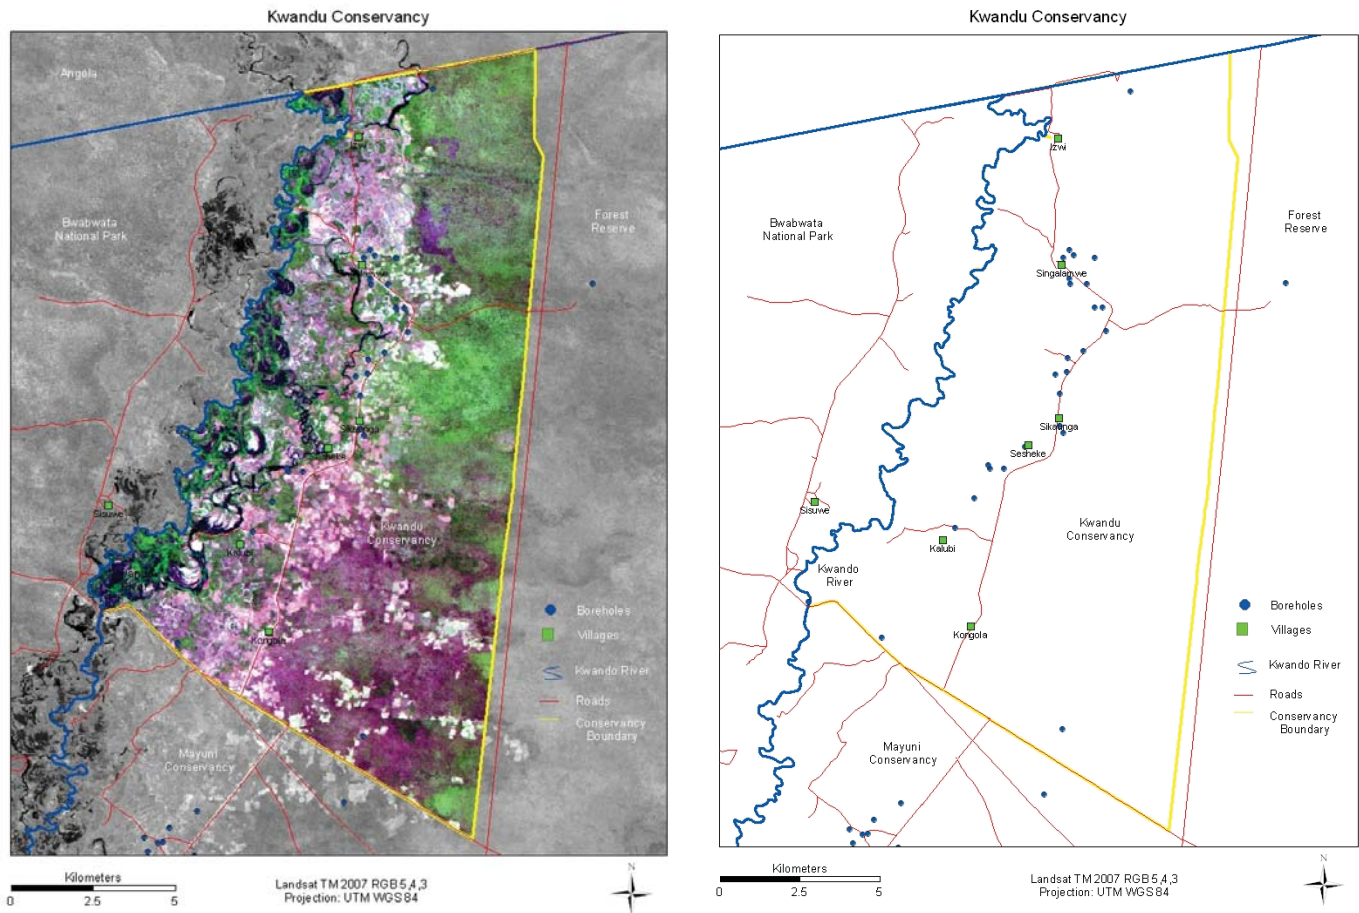 Kwandu Conservancy
Angola
Izwi
Bwabwata
National Park
Forest
Reserve
Sikaunga
Sesheke
Sisuwe
Kwandu
Conservancy
Kalubi
Kongola
Boreholes
Villages
Kwando River
Roads
Conservancy
Boundary
Mayuni
Conservancy
Kilometers
0 2.5 5
Landsat TM 2007 RGB 5,4,3
Projection: UTM WGS 84
N
Kwandu Conservancy
Izwi
Bwabwata
National Park
Forest
Reserve
Singalamwe
Sikaunga
Sesheke
Sisuwe
Kwandu
Conservancy
Kalubi
Kwando
River
Kongola
Boreholes
Villages
Kwando River
Roads
Conservancy
Boundary
Mayuni
Conservancy
Kilometers
0 2.5 5
Landsat TM 2007 RGB 5,4,3
Projection: UTM WGS 84
N